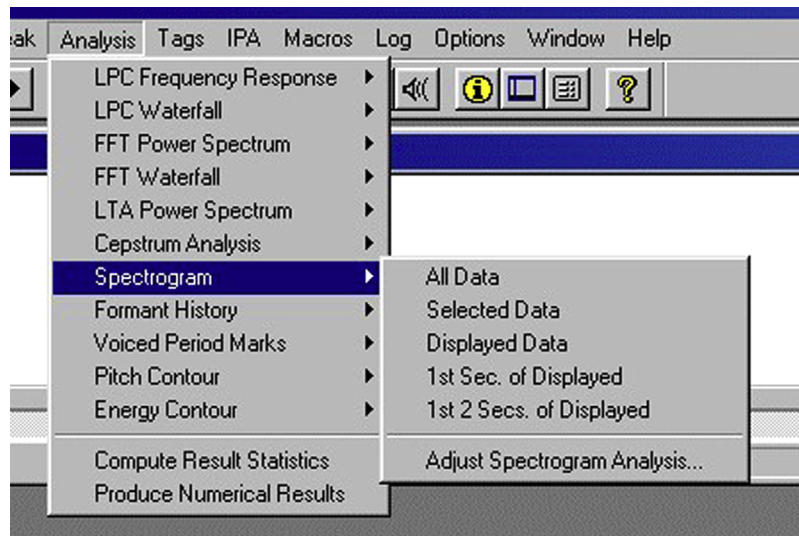 eak Analysis Tags IPA Macros Log Options Window Help
LPC Frequency Response
LPC Waterfall
FFT Power Spectrum
FFT Waterfall
LTA Power Spectrum
Cepstrum Analysis
Spectrogram
Formant History
Voiced Period Marks
Pitch Contour
Energy Contour
Compute Result Statistics
Produce Numerical Results
All Data
Selected Data
Displayed Data
1st Sec. of Displayed
1st 2 Secs. of Displayed
Adjust Spectrogram Analysis...